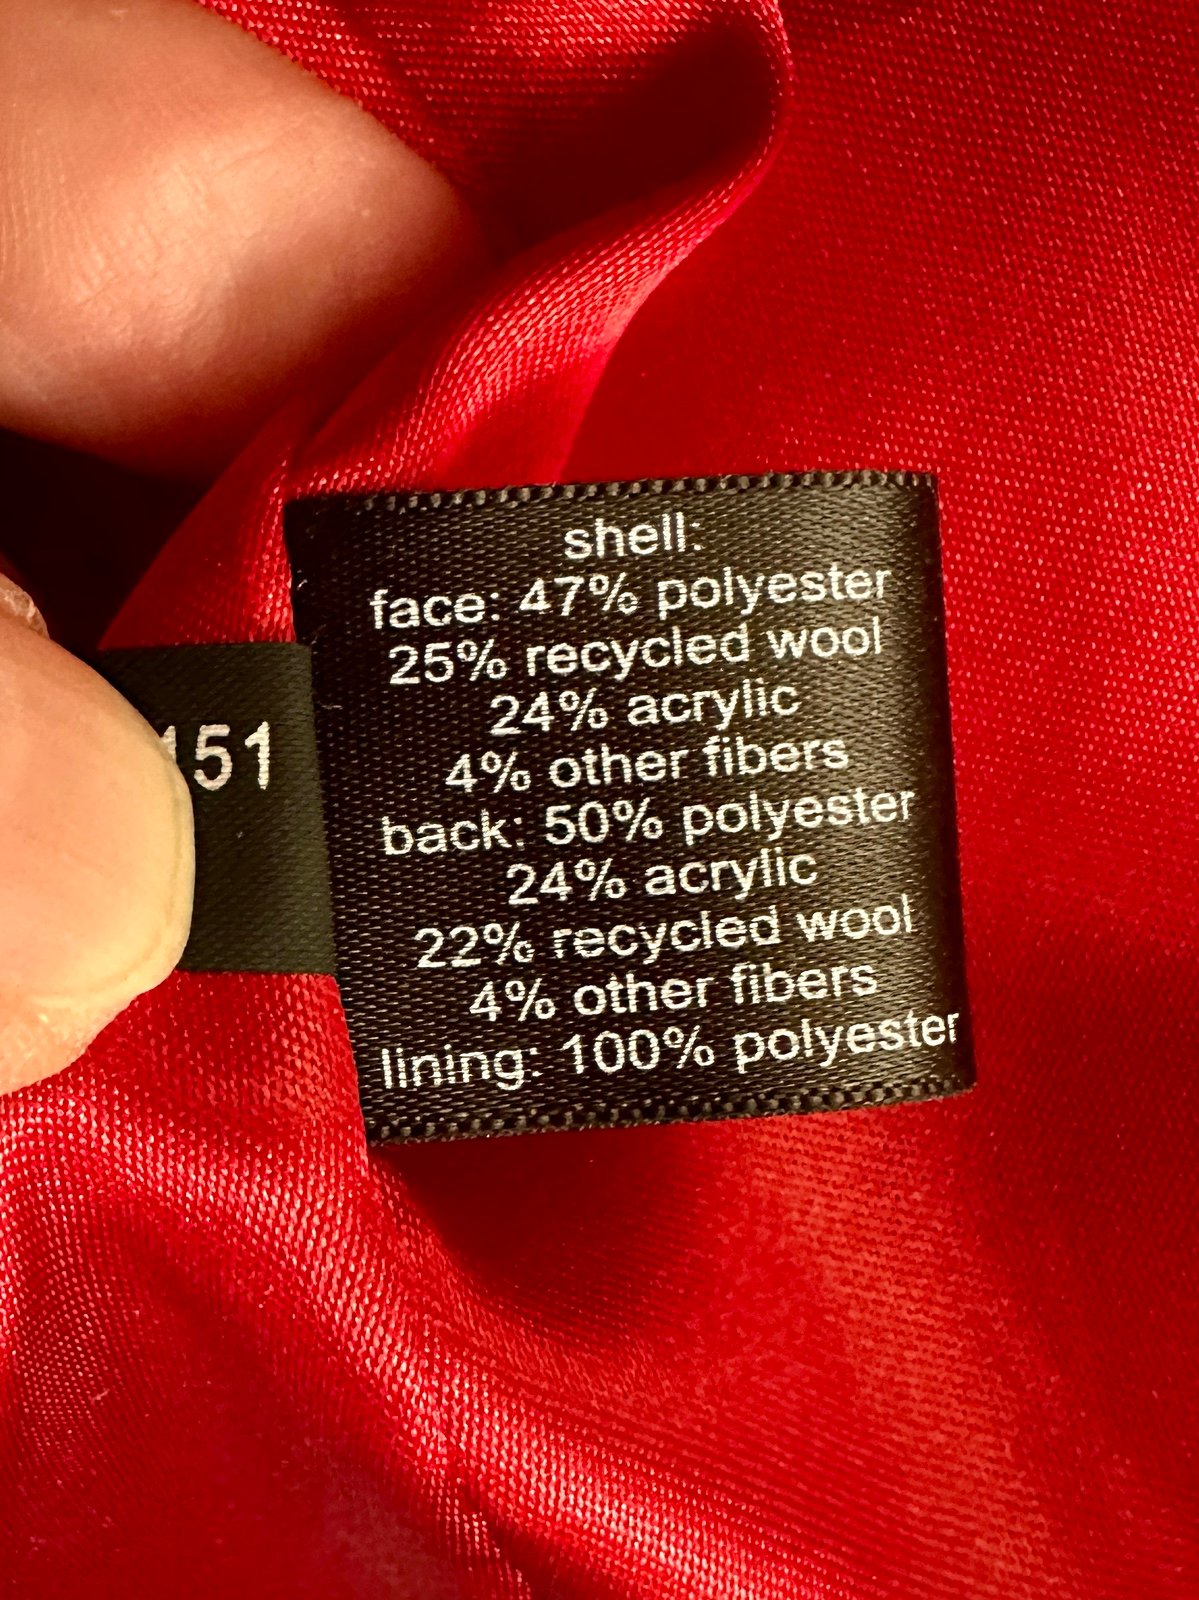 shell:
face: 47% polyester
25% recycled wool
24% acrylic
4% other fibers
back: 50% polyester
24% acrylic
22% recycled wool
4% other fibers
lining: 100% polyester
151